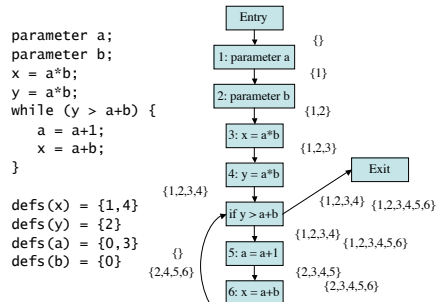 parameter a;
parameter b;
x = a*b;
y = a*b;
while (y > a+b) {
a = a+1;
x = a+b;
}
defs(x) = {1,4}
defs(y) = {2}
defs(a) = {0,3}
defs(b) = {0}
Entry
{}
1: parameter a
{1}
2: parameter b
{1,2}
3: x = a*b
{1,2,3}
4: y = a*b
{1,2,3,4}
Exit
if y > a+b
{1,2,3,4} {1,2,3,4,5,6}
{1,2,3,4} {1,2,3,4,5,6}
{}
{2,4,5,6}
5: a = a+1
{2,3,4,5}
{2,3,4,5,6}
6: x = a+b